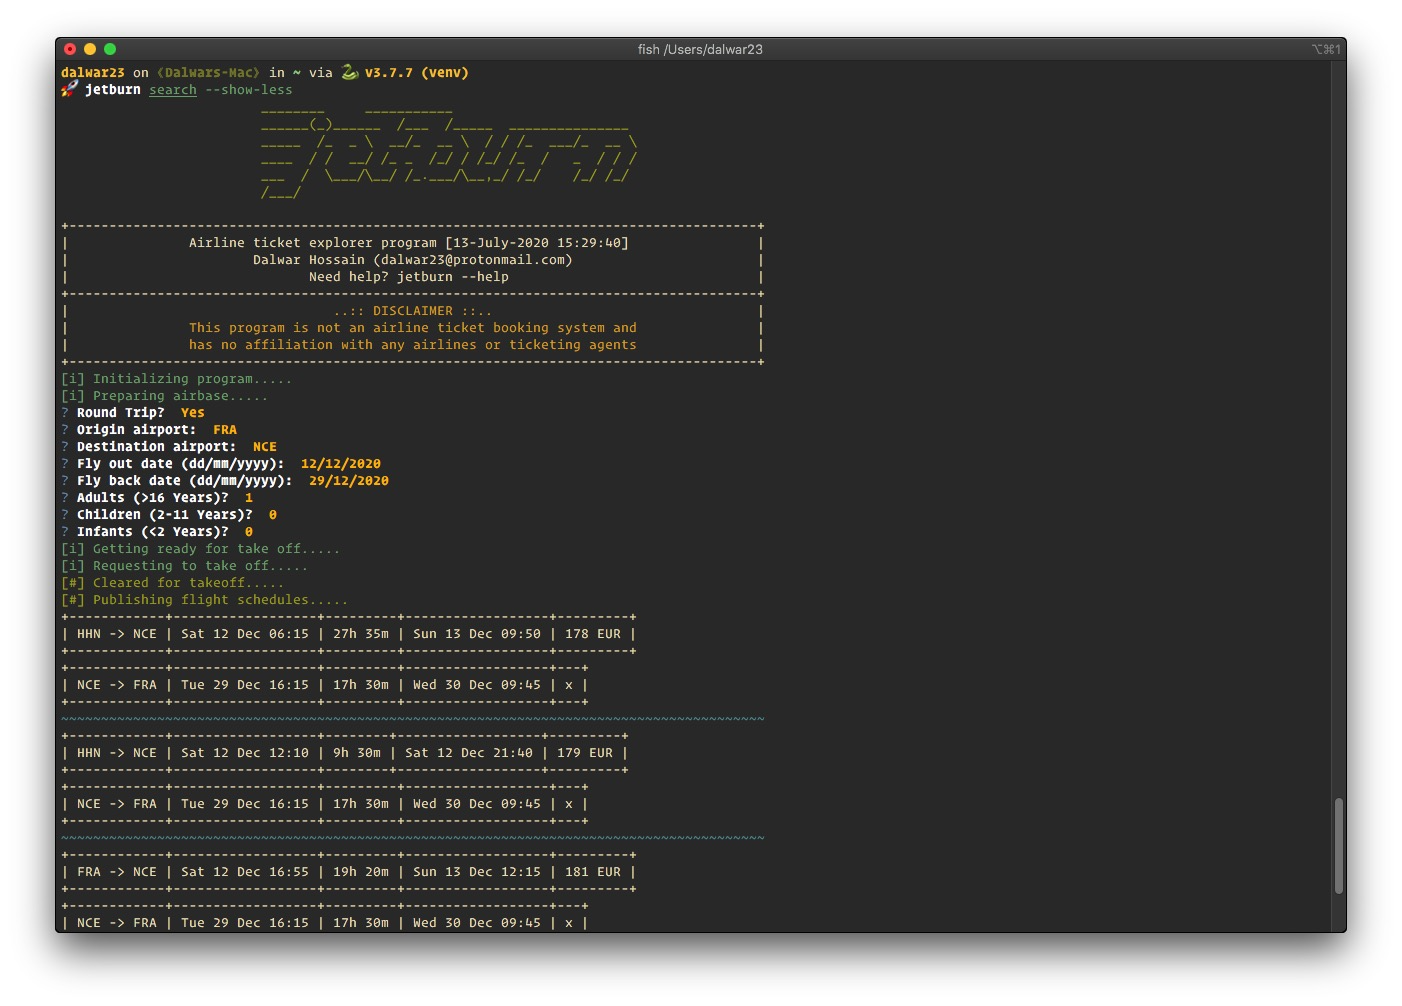 fish /Users/dalwar23
⌥⌘1
dalwar23 on (Dalwars-Mac) in ~ via 🐍 v3.7.7 (venv)
🚀 jetburn search --show-less
________     ___________
______(_)______  /___  /_____  _______________
_____  /_  _ \  __/_  __ \  / / /_  ___/_  __ \
____  / /  __/ /_ _  /_/ / /_/ /_  /   _  / / /
___  /  \___/\__/ /_.___/\__,_/ /_/    /_/ /_/
/___/
+--------------------------------------------------------------------------------------+
| Airline ticket explorer program [13-July-2020 15:29:40] |
| Dalwar Hossain (dalwar23@protonmail.com) |
| Need help? jetburn --help |
+--------------------------------------------------------------------------------------+
| ..:: DISCLAIMER ::.. |
| This program is not an airline ticket booking system and |
| has no affiliation with any airlines or ticketing agents |
+--------------------------------------------------------------------------------------+
[i] Initializing program.....
[i] Preparing airbase.....
? Round Trip?  Yes
? Origin airport:  FRA
? Destination airport:  NCE
? Fly out date (dd/mm/yyyy):  12/12/2020
? Fly back date (dd/mm/yyyy):  29/12/2020
? Adults (>16 Years)?  1
? Children (2-11 Years)?  0
? Infants (<2 Years)?  0
[i] Getting ready for take off.....
[i] Requesting to take off.....
[#] Cleared for takeoff.....
[#] Publishing flight schedules.....
+------------+------------------+---------+------------------+---------+
| HHN -> NCE | Sat 12 Dec 06:15 | 27h 35m | Sun 13 Dec 09:50 | 178 EUR |
+------------+------------------+---------+------------------+---------+
+------------+------------------+---------+------------------+---+
| NCE -> FRA | Tue 29 Dec 16:15 | 17h 30m | Wed 30 Dec 09:45 | x |
+------------+------------------+---------+------------------+---+
~~~~~~~~~~~~~~~~~~~~~~~~~~~~~~~~~~~~~~~~~~~~~~~~~~~~~~~~~~~~~~~~~~~~~~~~~~~~~~~~~~~~~~~~
+------------+------------------+--------+------------------+---------+
| HHN -> NCE | Sat 12 Dec 12:10 | 9h 30m | Sat 12 Dec 21:40 | 179 EUR |
+------------+------------------+--------+------------------+---------+
+------------+------------------+---------+------------------+---+
| NCE -> FRA | Tue 29 Dec 16:15 | 17h 30m | Wed 30 Dec 09:45 | x |
+------------+------------------+---------+------------------+---+
~~~~~~~~~~~~~~~~~~~~~~~~~~~~~~~~~~~~~~~~~~~~~~~~~~~~~~~~~~~~~~~~~~~~~~~~~~~~~~~~~~~~~~~~
+------------+------------------+---------+------------------+---------+
| FRA -> NCE | Sat 12 Dec 16:55 | 19h 20m | Sun 13 Dec 12:15 | 181 EUR |
+------------+------------------+---------+------------------+---------+
+------------+------------------+---------+------------------+---+
| NCE -> FRA | Tue 29 Dec 16:15 | 17h 30m | Wed 30 Dec 09:45 | x |